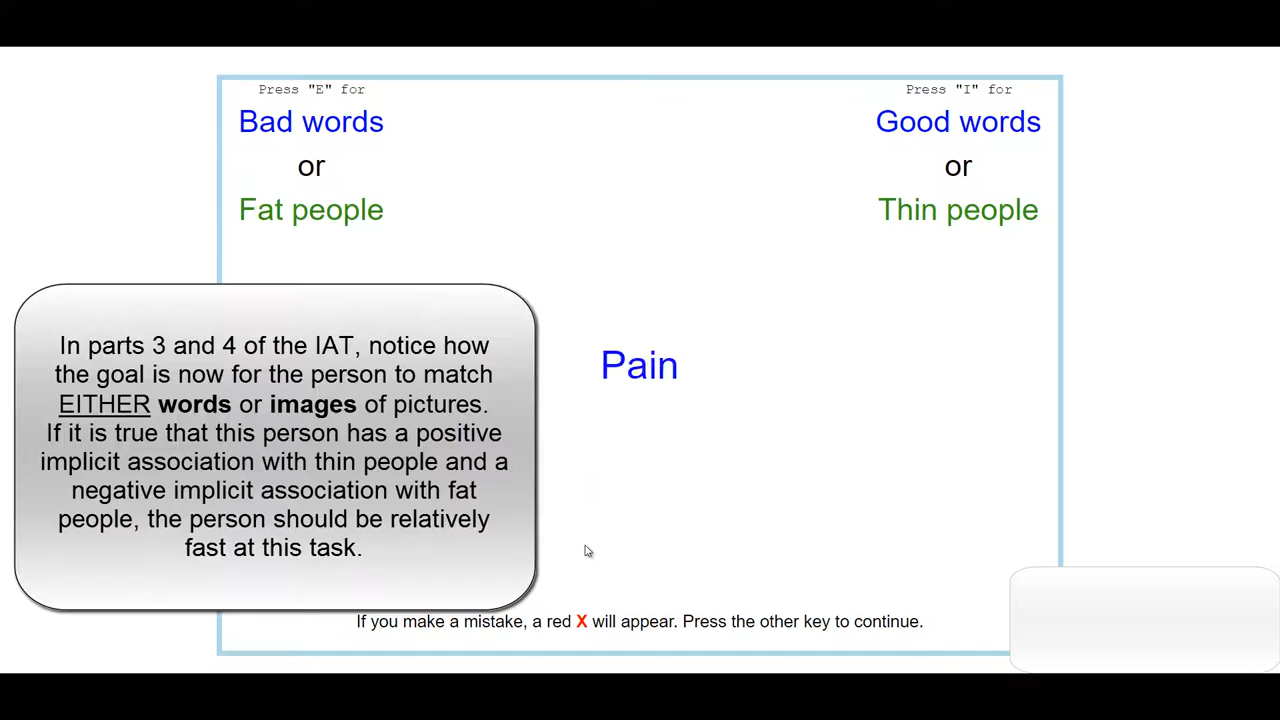 Press "E" for
Bad words
or
Fat people
Press "I" for
Good words
or
Thin people
In parts 3 and 4 of the IAT, notice how
the goal is now for the person to match
EITHER words or images of pictures.
If it is true that this person has a positive
implicit association with thin people and a
negative implicit association with fat
people, the person should be relatively
fast at this task.
Pain
If you make a mistake, a red X will appear. Press the other key to continue.